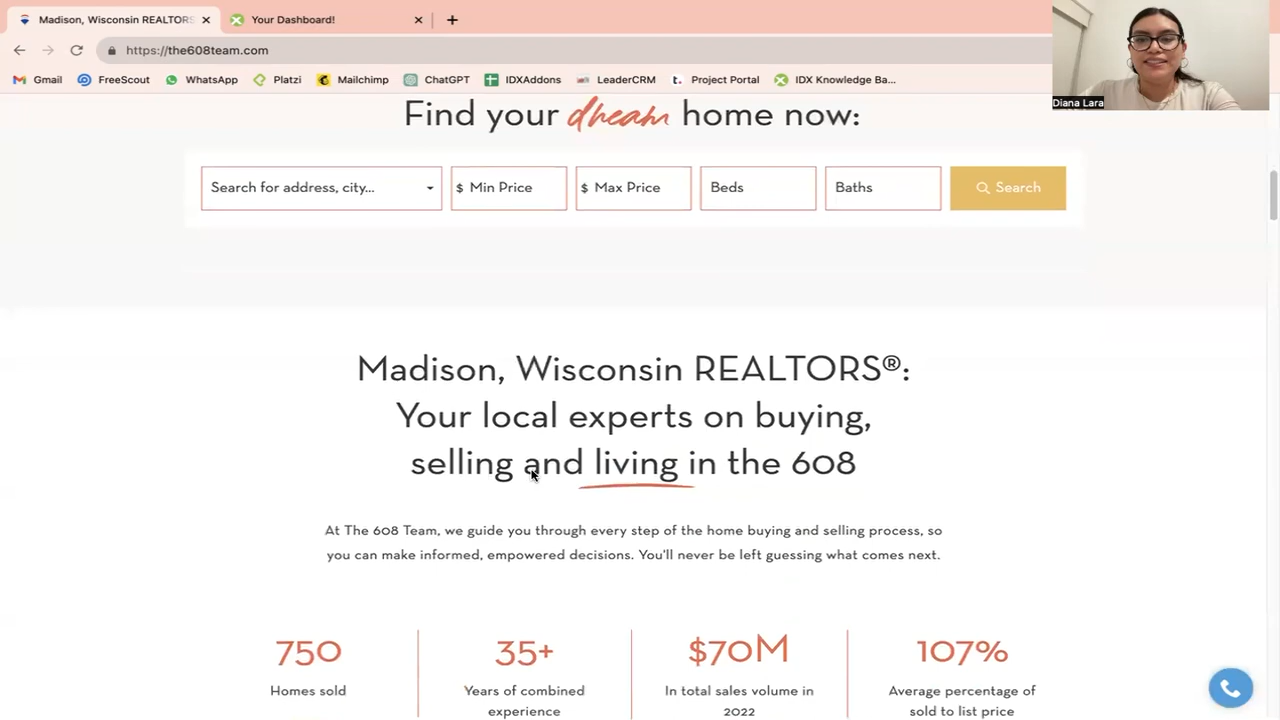 Madison, Wisconsin REALTORS
Your Dashboard!
https://the608team.com
Gmail
FreeScout
WhatsApp
Platzi
Mailchimp
ChatGPT
IDXAddons
LeaderCRM
Project Portal
IDX Knowledge Ba...
Diana Lara
Find your dream home now:
Search for address, city...
$ Min Price
$ Max Price
Beds
Baths
Search
Madison, Wisconsin REALTORS®:
Your local experts on buying,
selling and living in the 608
At The 608 Team, we guide you through every step of the home buying and selling process, so
you can make informed, empowered decisions. You'll never be left guessing what comes next.
750
Homes sold
35+
Years of combined
experience
$70M
In total sales volume in
2022
107%
Average percentage of
sold to list price